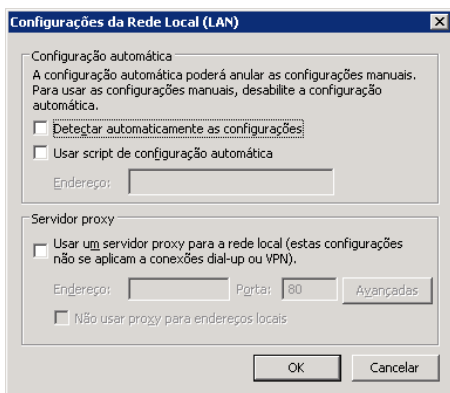 Configurações da Rede Local (LAN)
Configuração automática
A configuração automática poderá anular as configurações manuais.
Para usar as configurações manuais, desabilite a configuração
automática.
Detectar automaticamente as configurações
Usar script de configuração automática
Endereço:
Servidor proxy
Usar um servidor proxy para a rede local (estas configurações
não se aplicam a conexões dial-up ou VPN).
Endereço: Porta: 80 Avançadas
Não usar proxy para endereços locais
OK Cancelar